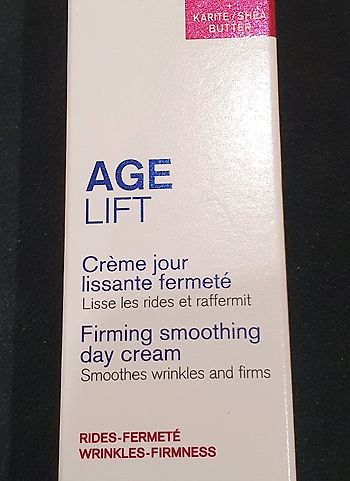 +
KARITÉ/SHEA
BUTTER
AGE
LIFT
Crème jour
lissante fermeté
Lisse les rides et raffermit
Firming smoothing
day cream
Smoothes wrinkles and firms
RIDES-FERMETÉ
WRINKLES-FIRMNESS